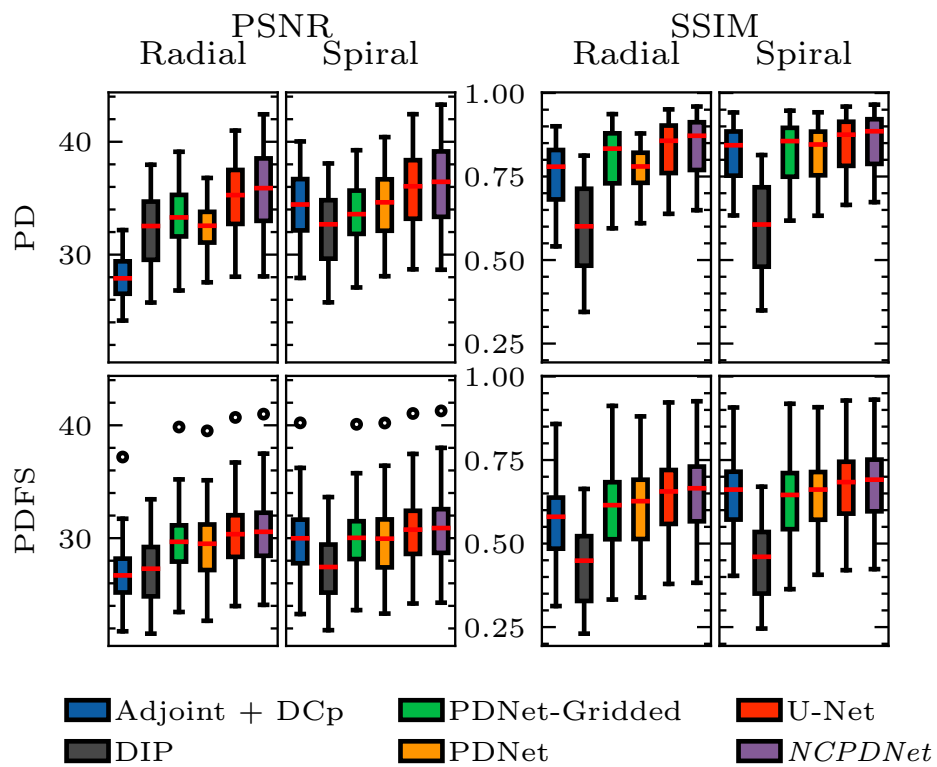 PSNR SSIM
Radial Spiral Radial Spiral
PD
40
30
1.00
0.75
0.50
0.25
PDFS
40
30
1.00
0.75
0.50
0.25
Adjoint + DCp PDNet-Gridded U-Net
DIP PDNet NCPDNet